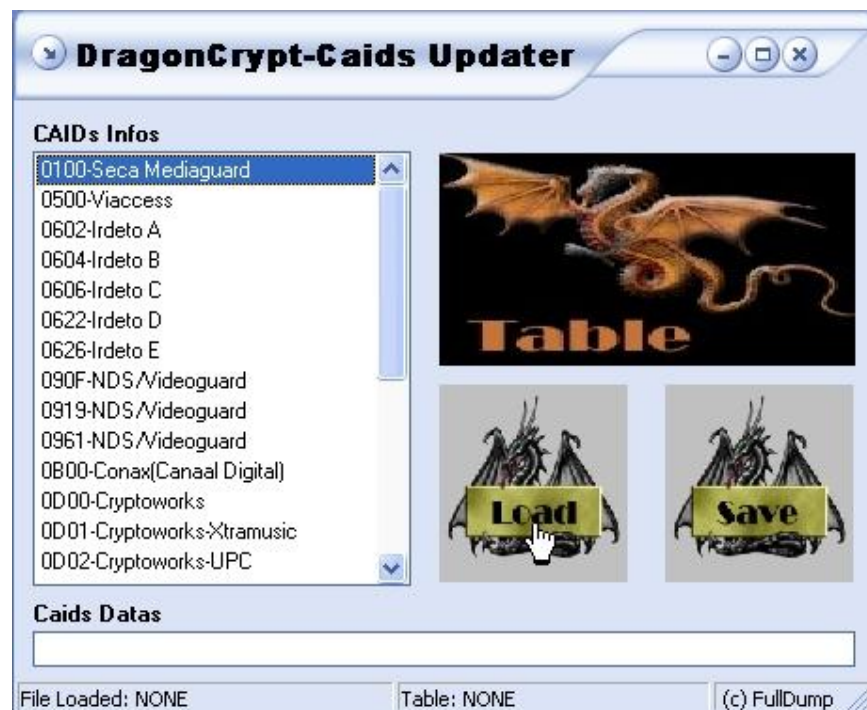 DragonCrypt-Caids Updater
CAIDs Infos
0100-Seca Mediaguard
0500-Viaccess
0602-Irdeto A
0604-Irdeto B
0606-Irdeto C
0622-Irdeto D
0626-Irdeto E
090F-NDS/Videoguard
0919-NDS/Videoguard
0961-NDS/Videoguard
0B00-Conax(Canaal Digital)
0D00-Cryptoworks
0D01-Cryptoworks-Xtramusic
0D02-Cryptoworks-UPC
Table
Load
Save
Caids Datas
File Loaded: NONE
Table: NONE
(c) FullDump